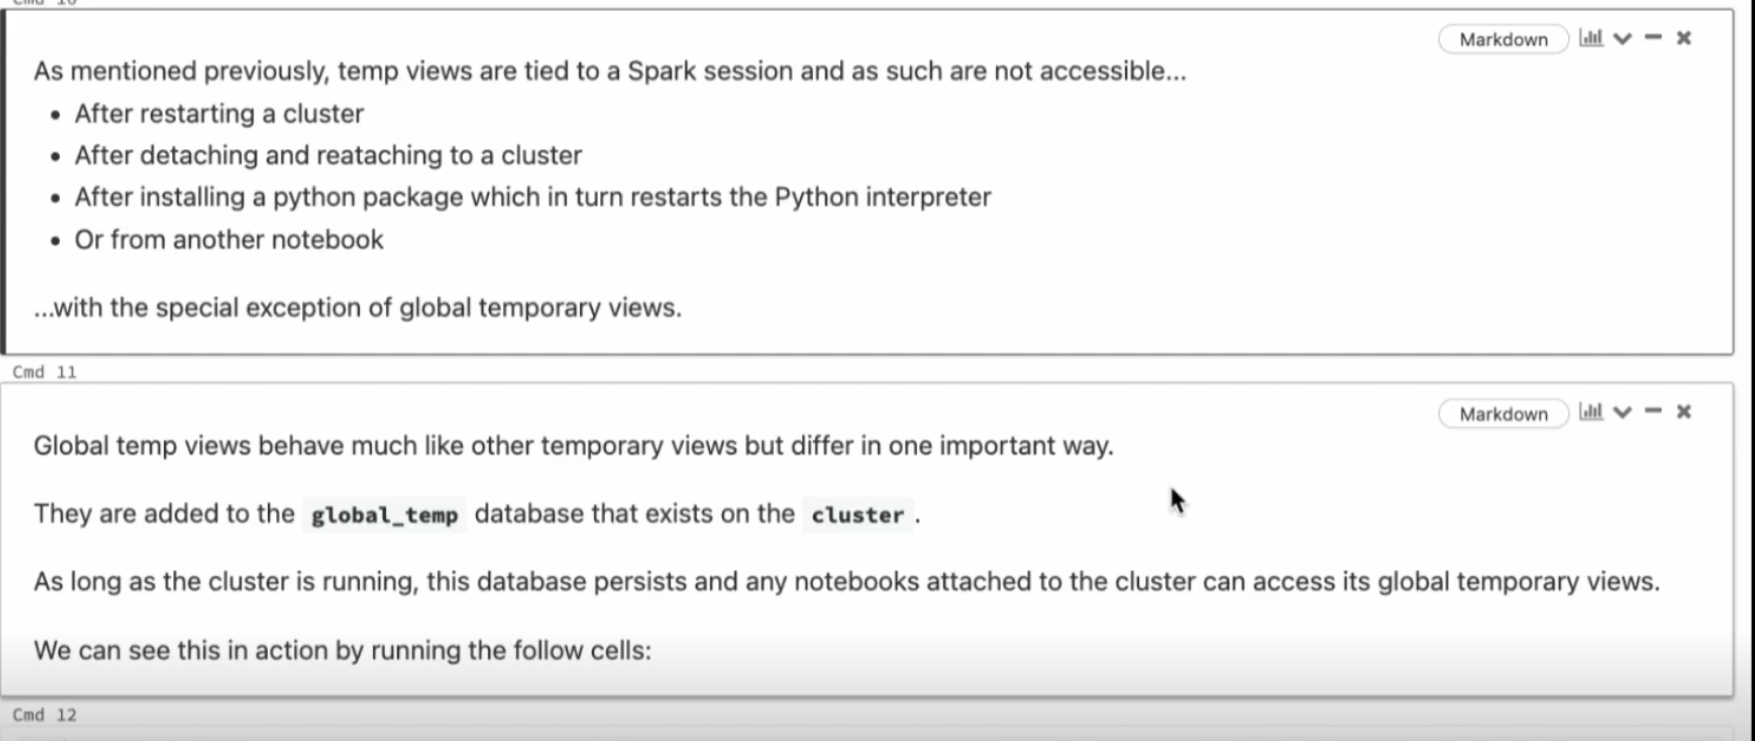 Cmd 10
Markdown
As mentioned previously, temp views are tied to a Spark session and as such are not accessible...
• After restarting a cluster
• After detaching and reataching to a cluster
• After installing a python package which in turn restarts the Python interpreter
• Or from another notebook
...with the special exception of global temporary views.
Cmd 11
Markdown
Global temp views behave much like other temporary views but differ in one important way.
They are added to the global_temp database that exists on the cluster .
As long as the cluster is running, this database persists and any notebooks attached to the cluster can access its global temporary views.
We can see this in action by running the follow cells:
Cmd 12